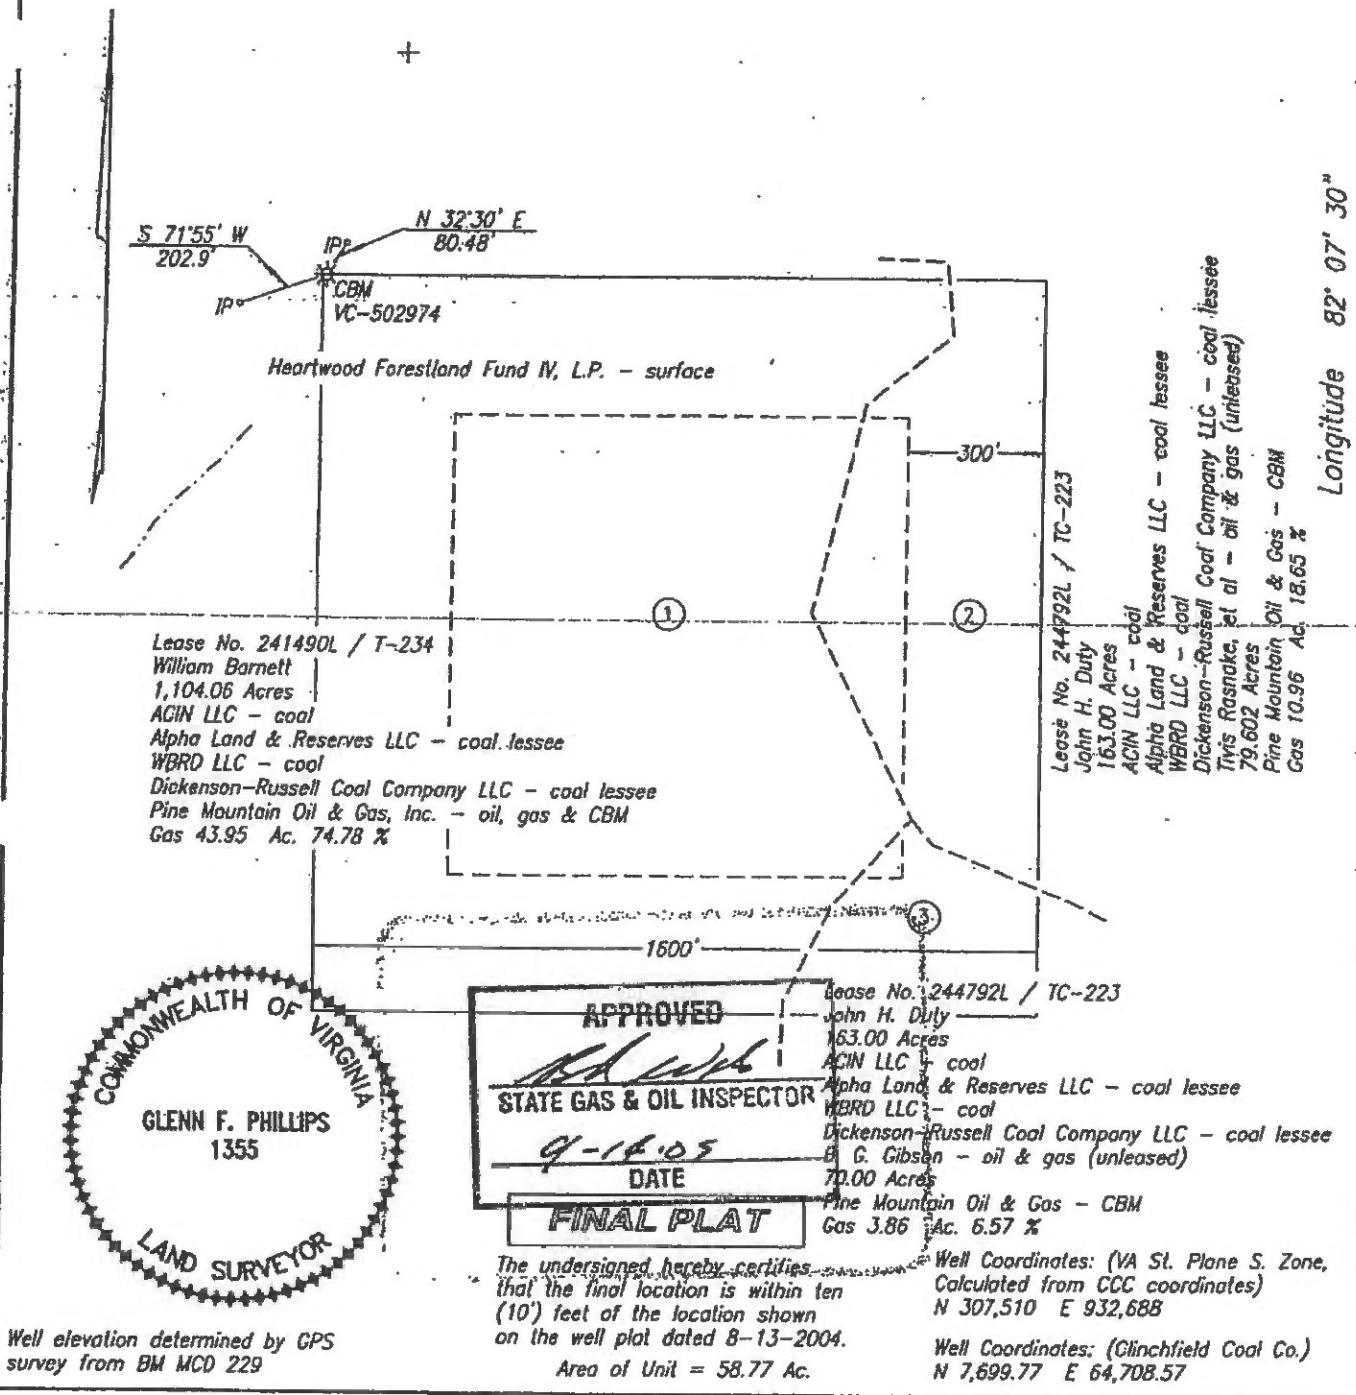 S 71°55' W
202.9'
N 32°30' E
80.48'
IP
IP
CBM
VC-502974
Heartwood Forestland Fund IV, L.P. - surface
300'
1
2
Lease No. 241490L / T-234
William Barnett
1,104.06 Acres
ACIN LLC - coal
Alpha Land & Reserves LLC - coal lessee
WBRD LLC - coal
Dickenson-Russell Coal Company LLC - coal lessee
Pine Mountain Oil & Gas, Inc. - oil, gas & CBM
Gas 43.95 Ac. 74.78 %
Lease No. 244792L / TC-223
John H. Duty
163.00 Acres
ACIN LLC - coal
Alpha Land & Reserves LLC - coal lessee
WBRD LLC - coal
Dickenson-Russell Coal Company LLC - coal lessee
Tivis Rasnake, et al - oil & gas (unleased)
79.602 Acres
Pine Mountain Oil & Gas - CBM
Gas 10.96 Ac. 18.65 %
Longitude 82° 07' 30"
3
1600'
Lease No. 244792L / TC-223
John H. Duty
163.00 Acres
ACIN LLC - coal
Alpha Land & Reserves LLC - coal lessee
WBRD LLC - coal
Dickenson-Russell Coal Company LLC - coal lessee
B. G. Gibson - oil & gas (unleased)
70.00 Acres
Pine Mountain Oil & Gas - CBM
Gas 3.86 Ac. 6.57 %
COMMONWEALTH OF VIRGINIA
GLENN F. PHILLIPS
1355
LAND SURVEYOR
APPROVED
STATE GAS & OIL INSPECTOR
DATE
FINAL PLAT
The undersigned hereby certifies
that the final location is within ten
(10') feet of the location shown
on the well plat dated 8-13-2004.
Area of Unit = 58.77 Ac.
Well Coordinates: (VA St. Plane S. Zone,
Calculated from CCC coordinates)
N 307,510 E 932,688
Well Coordinates: (Clinchfield Coal Co.)
N 7,699.77 E 64,708.57
Well elevation determined by GPS
survey from BM MCD 229